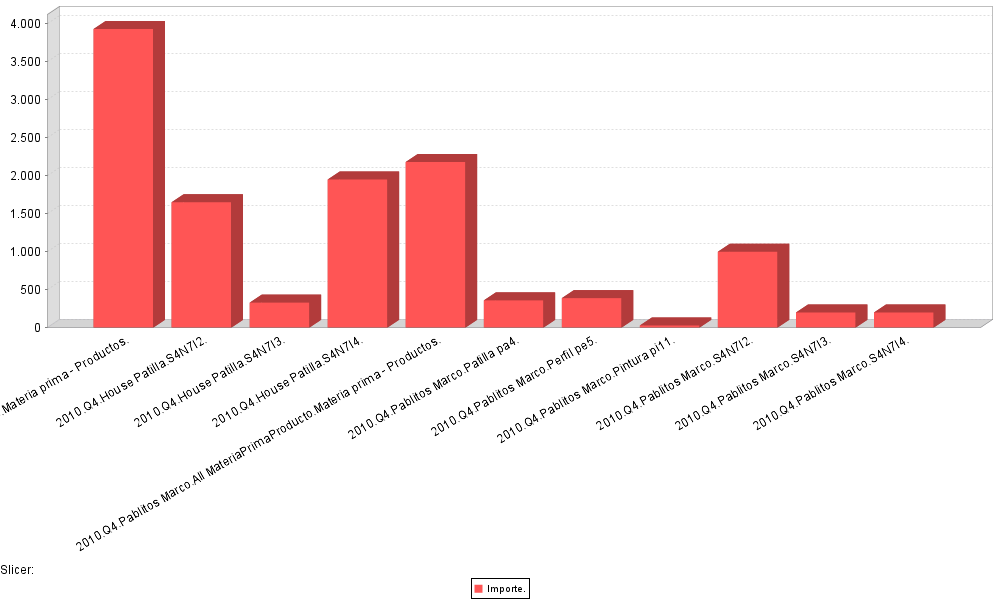 4.000
3.500
3.000
2.500
2.000
1.500
1.000
500
0
.Materia prima - Productos.
2010.Q4.House Patilla.S4N7I2.
2010.Q4.House Patilla.S4N7I3.
2010.Q4.House Patilla.S4N7I4.
2010.Q4.Pablitos Marco.All MateriaPrimaProducto.Materia prima - Productos.
2010.Q4.Pablitos Marco.Patilla pa4.
2010.Q4.Pablitos Marco.Perfil pe5.
2010.Q4.Pablitos Marco.Pintura pi11.
2010.Q4.Pablitos Marco.S4N7I2.
2010.Q4.Pablitos Marco.S4N7I3.
2010.Q4.Pablitos Marco.S4N7I4.
Slicer:
Importe.